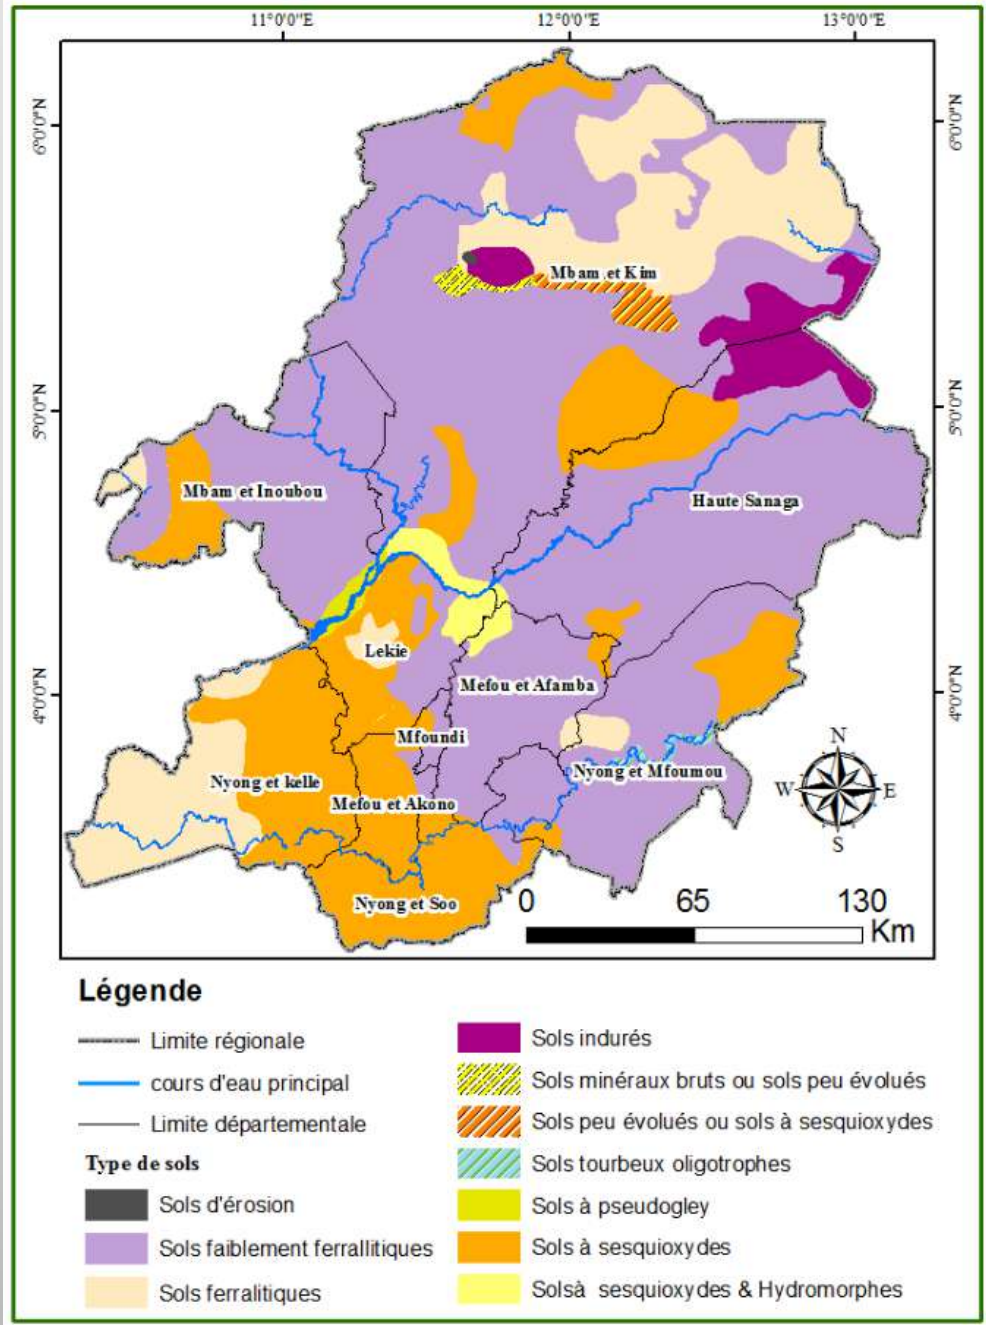 11°0'0"E 12°0'0"E 13°0'0"E
6°0'0"N 6°0'0"N
Mbam et Kim
5°0'0"N 5°0'0"N
Mbam et Inoubou
Haute Sanaga
Lekie
4°0'0"N 4°0'0"N
Mefou et Afamba
Mfoundi
N
Nyong et Mfoumou
Nyong et kelle
W E
Mefou et Akono
S
Nyong et Soo
0 65 130
Km
Légende
Limite régionale
cours d'eau principal
Limite départementale
Type de sols
Sols d'érosion
Sols faiblement ferrallitiques
Sols ferralitiques
Sols indurés
Sols minéraux bruts ou sols peu évolués
Sols peu évolués ou sols à sesquioxydes
Sols tourbeux oligotrophes
Sols à pseudogley
Sols à sesquioxydes
Solsà sesquioxydes & Hydromorphes